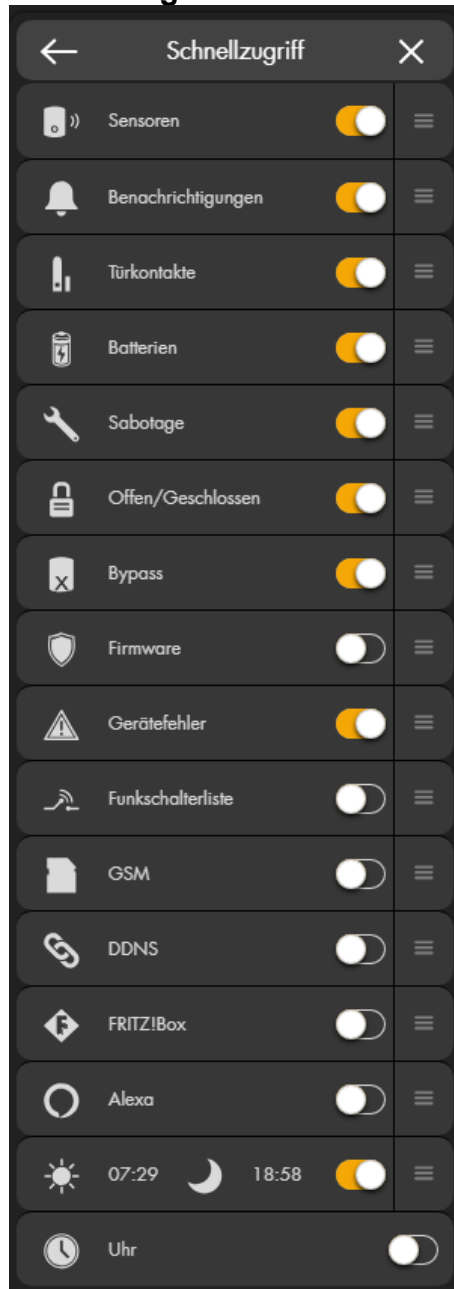 Schnellzugriff
Sensoren
Benachrichtigungen
Türkontakte
Batterien
Sabotage
Offen/Geschlossen
Bypass
Firmware
Gerätefehler
Funkschalterliste
GSM
DDNS
FRITZ!Box
Alexa
07:29 18:58
Uhr